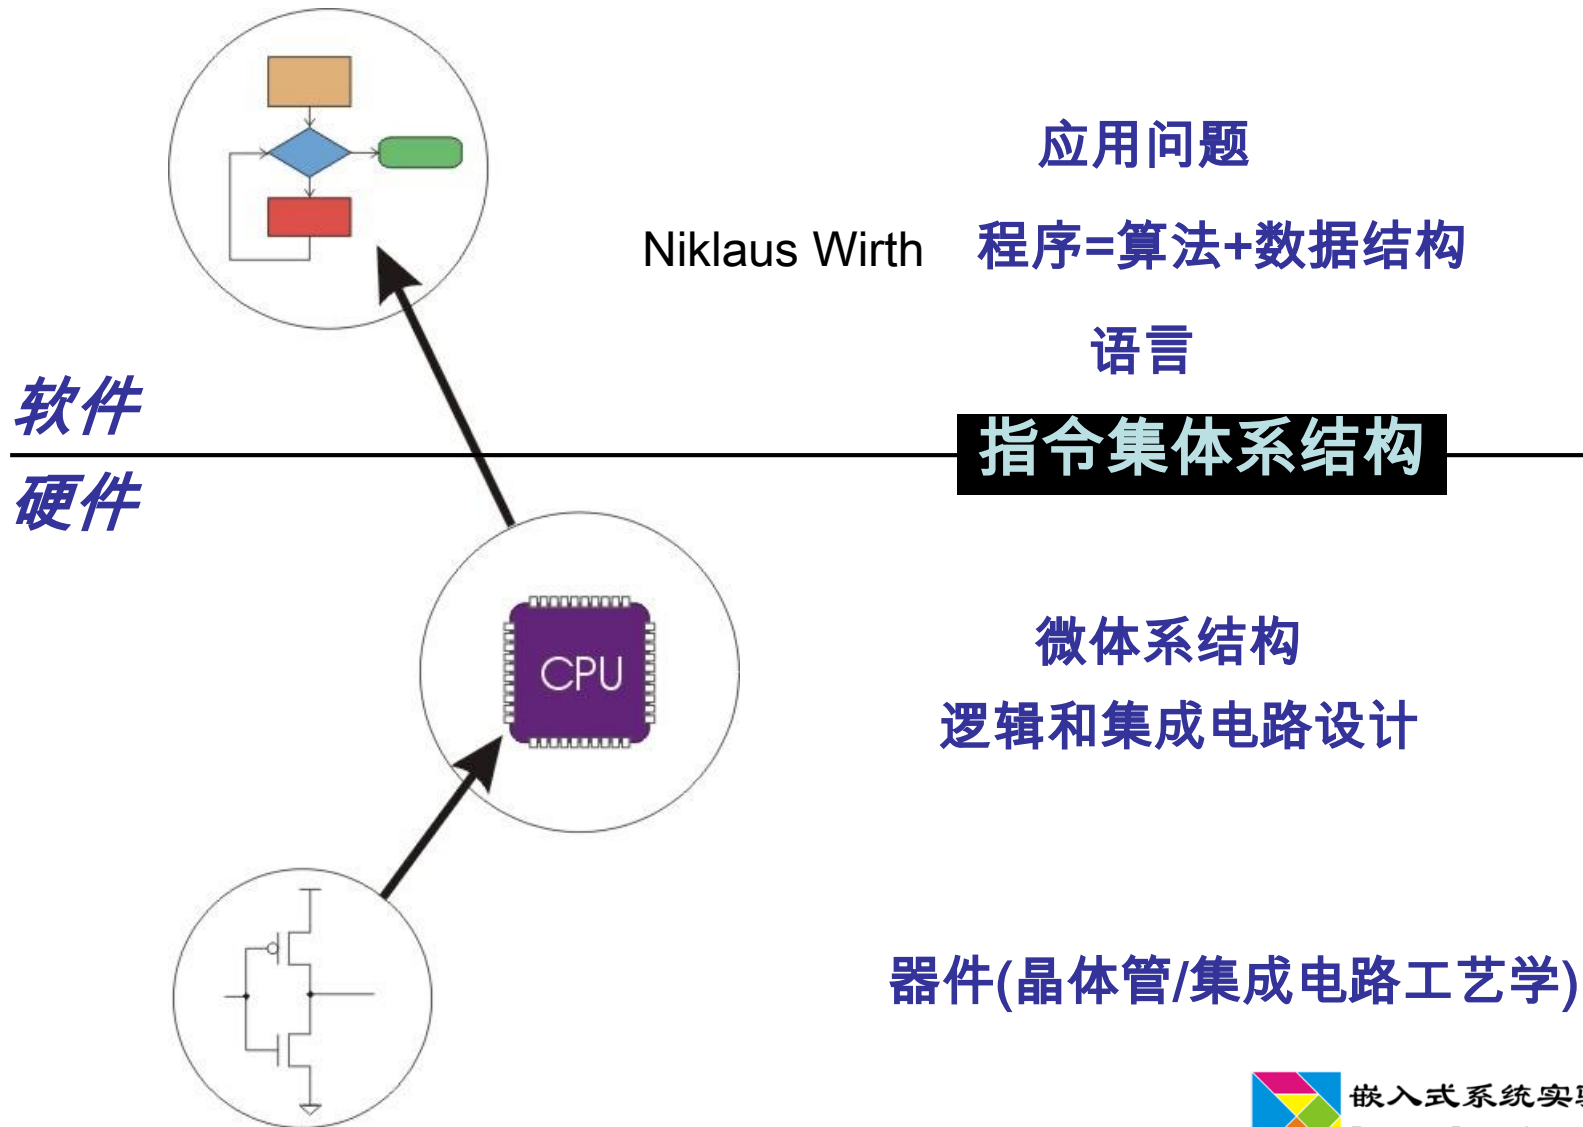 应用问题
Niklaus Wirth 程序=算法+数据结构
语言
软件
指令集体系结构
硬件
CPU
微体系结构
逻辑和集成电路设计
器件(晶体管/集成电路工艺学)
嵌入式系统实